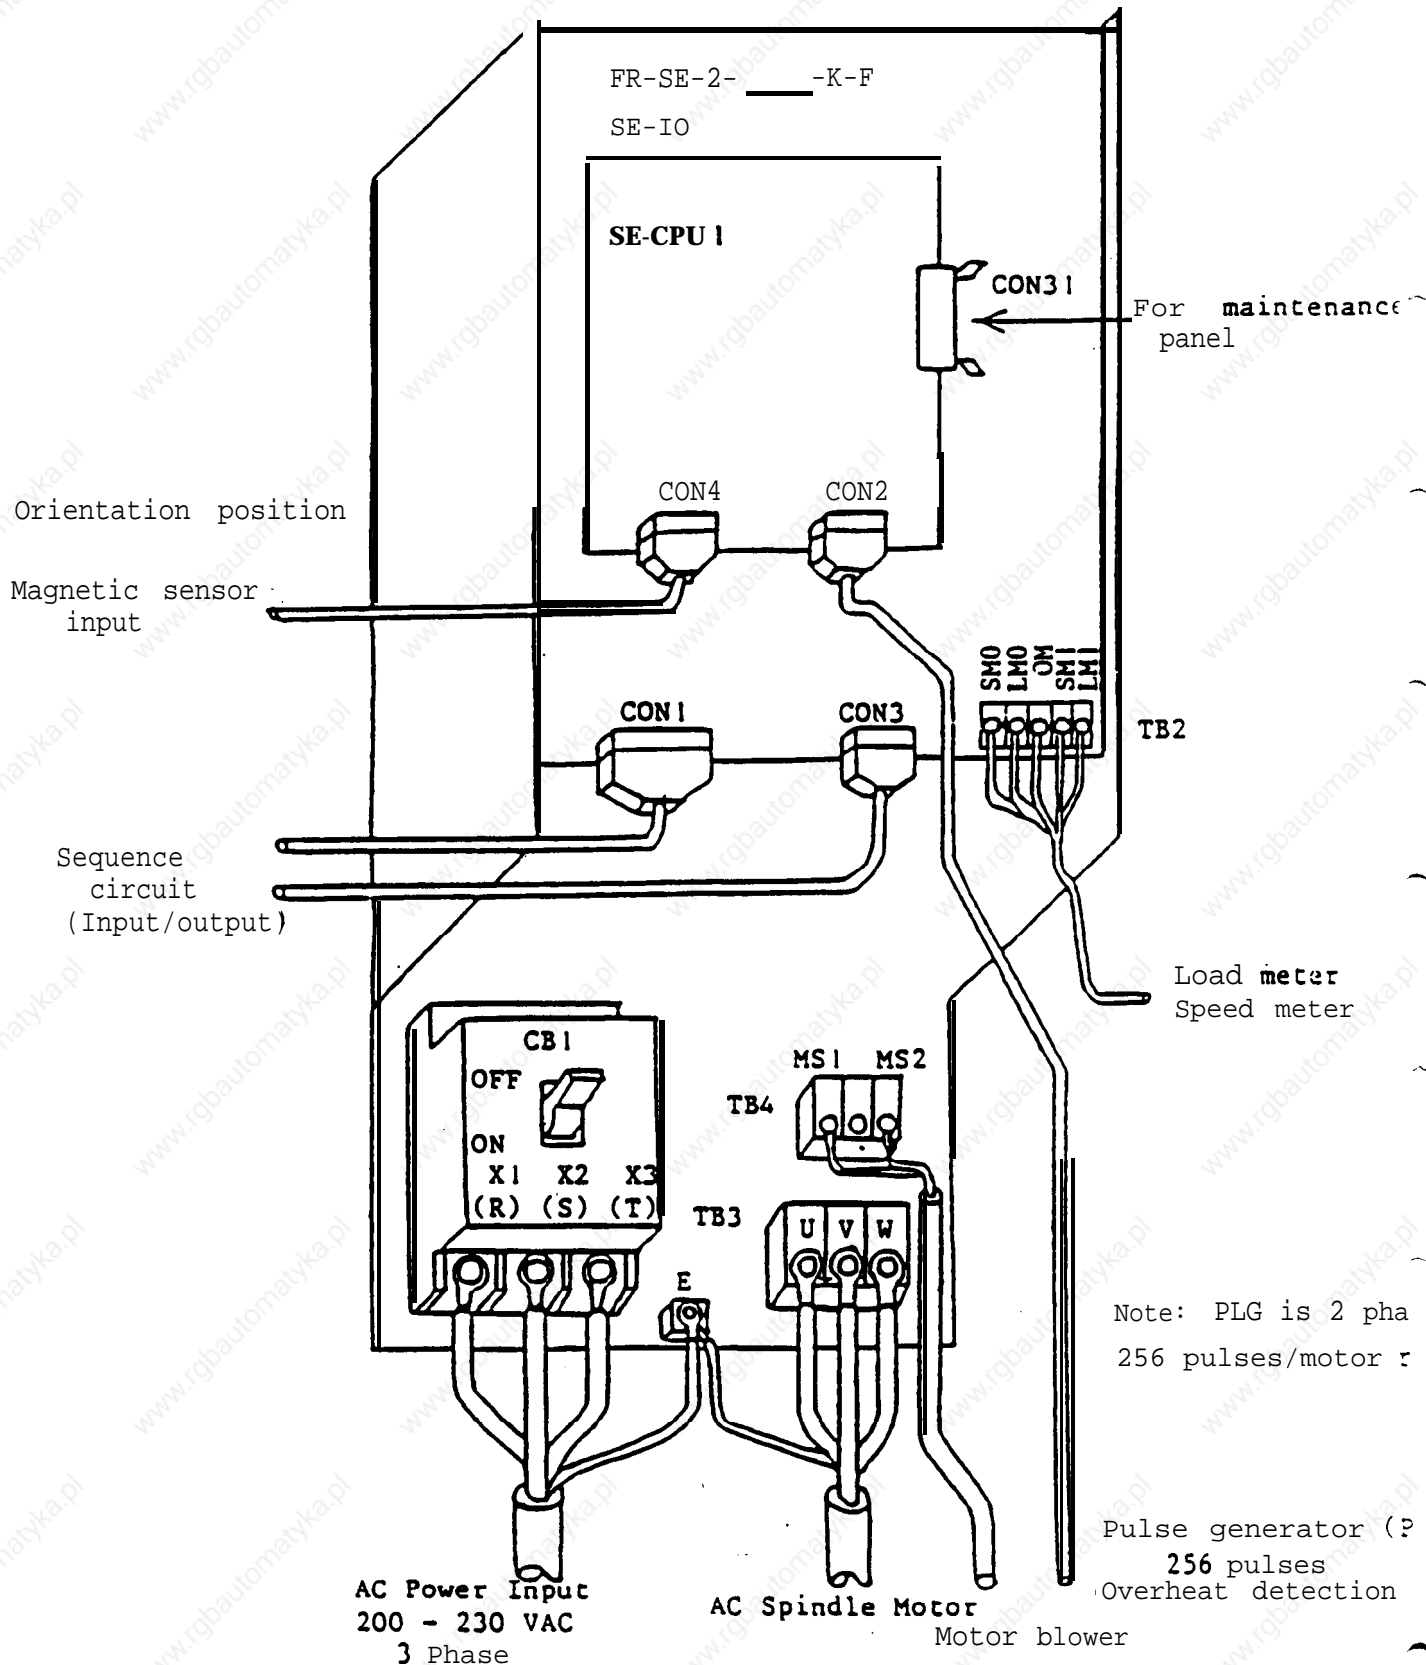 FR-SE-2-____-K-F
SE-IO
SE-CPU 1
CON31
For maintenance
panel
CON4
CON2
Orientation position
Magnetic sensor
input
SM0
LM0
OM
SM1
LM1
TB2
CON1
CON3
Sequence
circuit
(Input/output)
Load meter
Speed meter
CB1
OFF
ON
X1 X2 X3
(R) (S) (T)
MS1 MS2
TB4
TB3
U V W
E
Note: PLG is 2 pha
256 pulses/motor r
Pulse generator (P
256 pulses
Overheat detection
AC Power Input
200 - 230 VAC
3 Phase
AC Spindle Motor
Motor blower
www.rgbautomatyka.pl